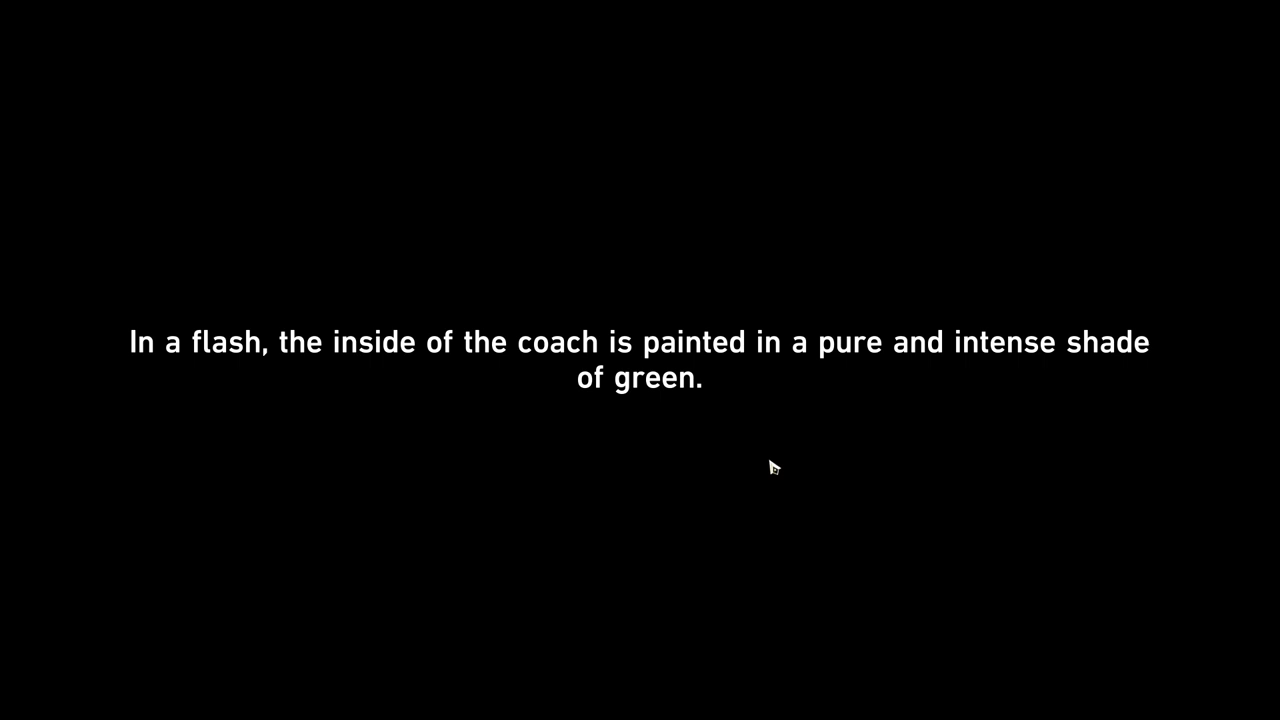 In a flash, the inside of the coach is painted in a pure and intense shade
of green.